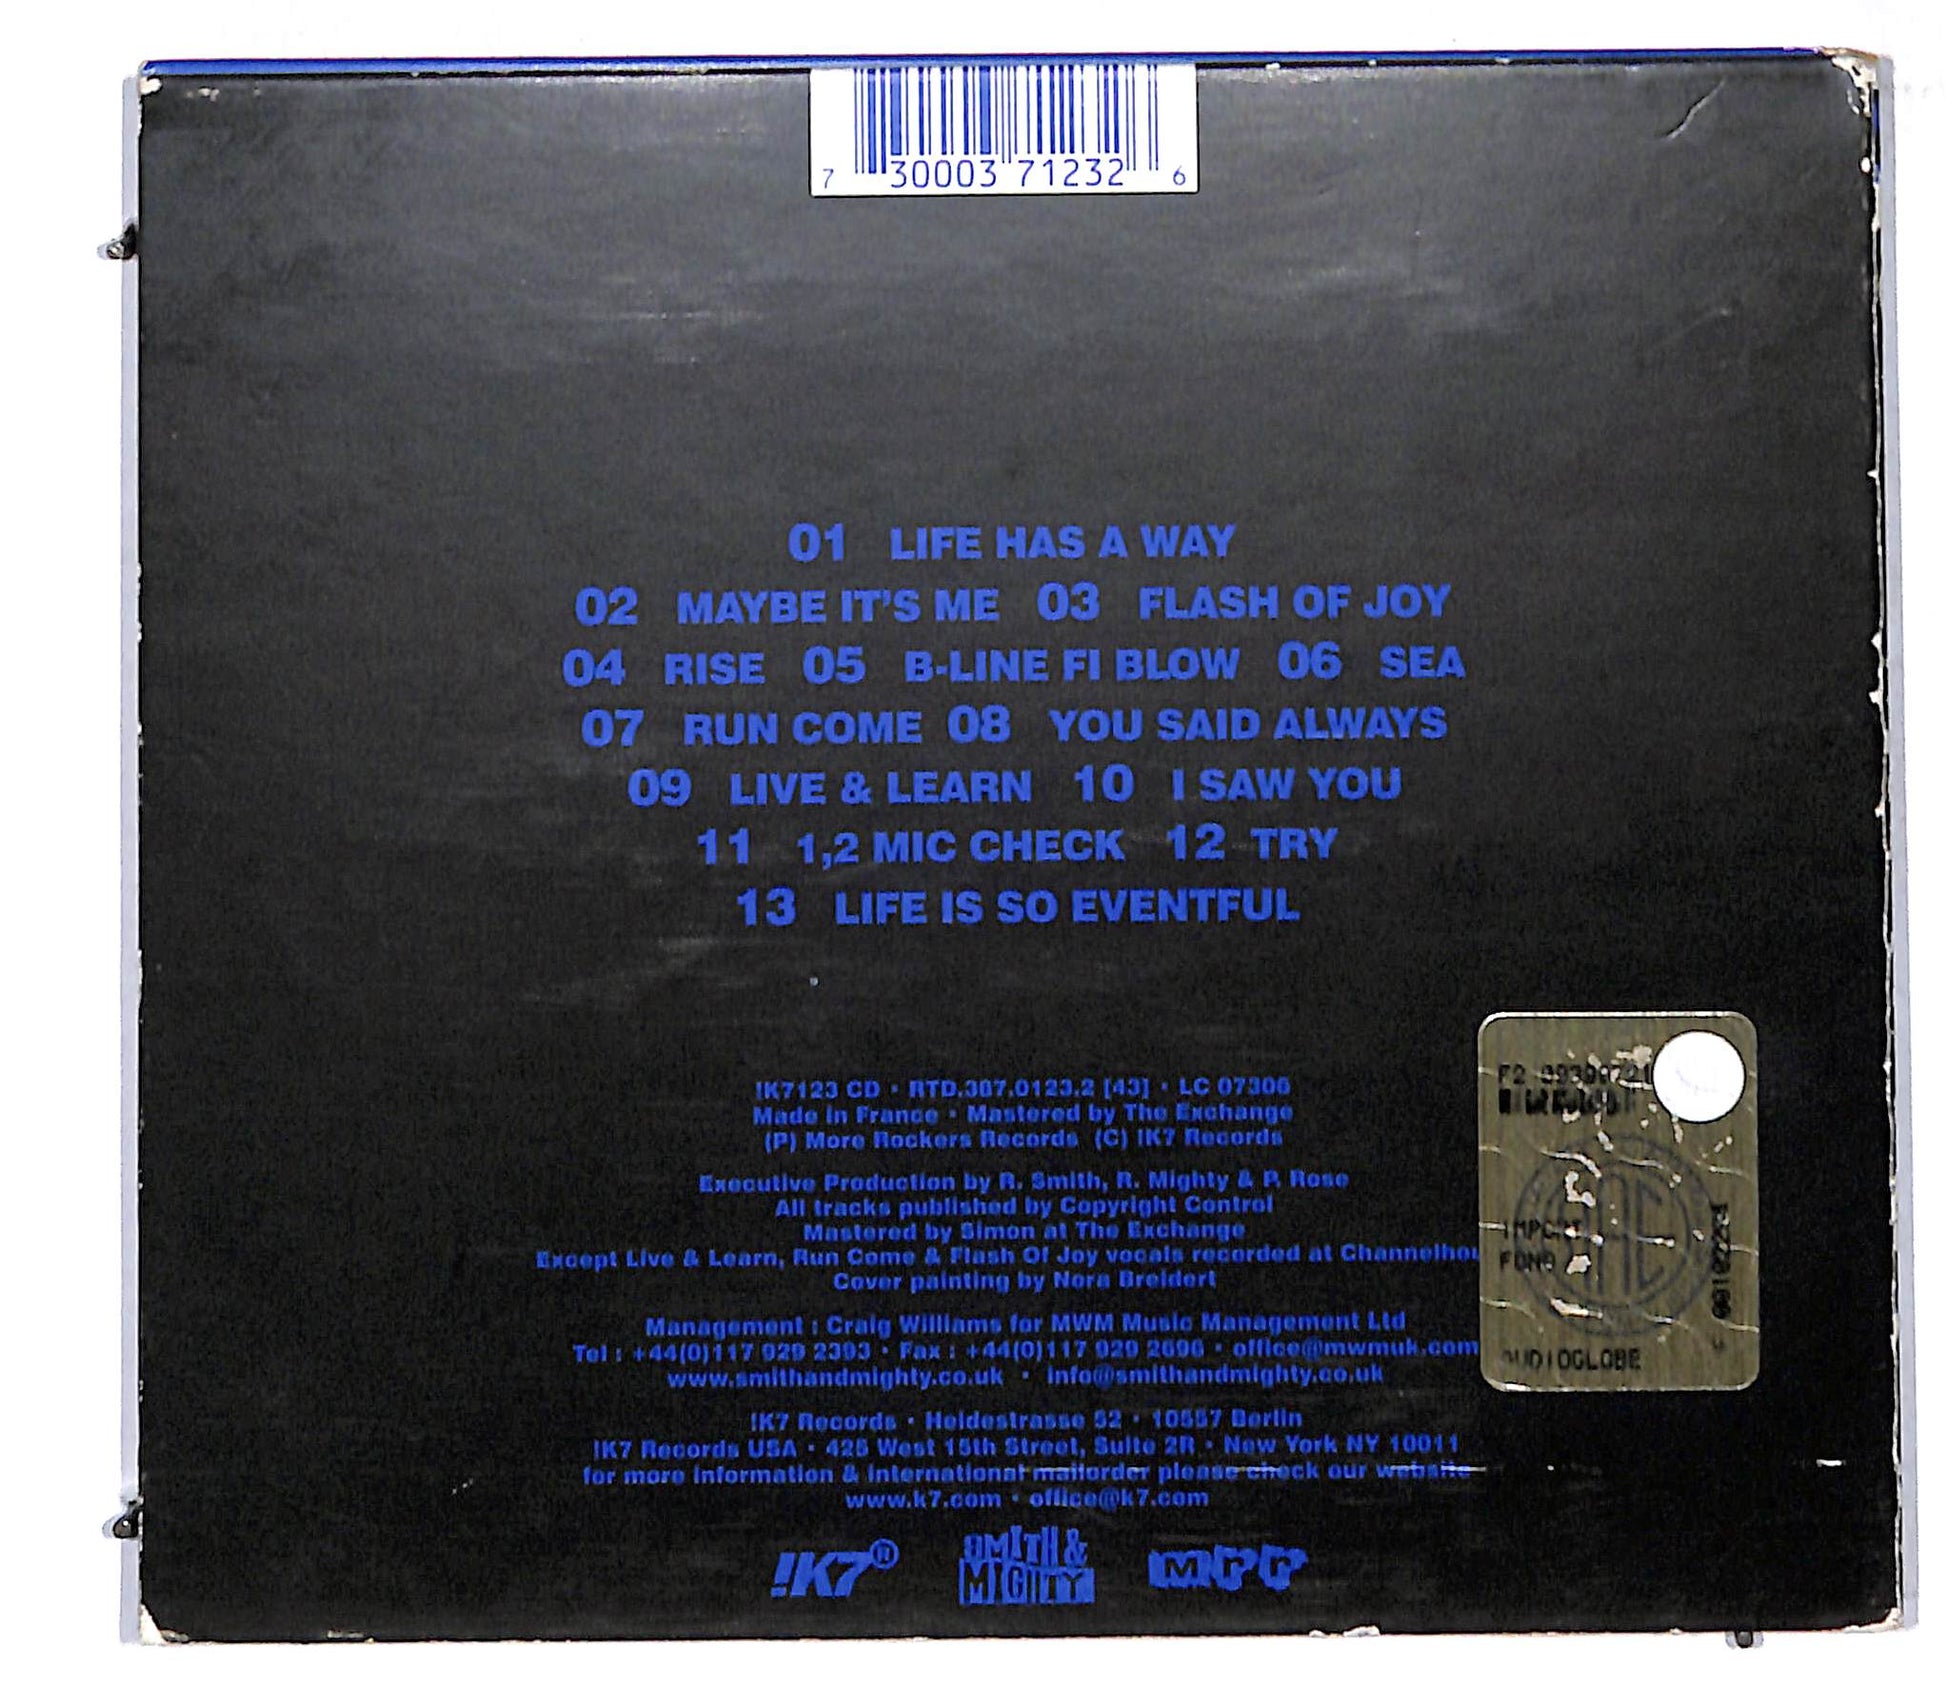 7 30003 71232 6
01 LIFE HAS A WAY
02 MAYBE IT'S ME 03 FLASH OF JOY
04 RISE 05 B-LINE FI BLOW 06 SEA
07 RUN COME 08 YOU SAID ALWAYS
09 LIVE & LEARN 10 I SAW YOU
11 1,2 MIC CHECK 12 TRY
13 LIFE IS SO EVENTFUL
!K7123 CD · RTD.387.0123.2 [43] · LC 07306
Made in France · Mastered by The Exchange
(P) More Rockers Records (C) !K7 Records
Executive Production by R. Smith, R. Mighty & P. Rose
All tracks published by Copyright Control
Mastered by Simon at The Exchange
Except Live & Learn, Run Come & Flash Of Joy vocals recorded at Channelhou
Cover painting by Nora Breidert
Management : Craig Williams for MWM Music Management Ltd
Tel : +44(0)117 929 2393 · Fax : +44(0)117 929 2696 · office@mwmuk.com
www.smithandmighty.co.uk · info@smithandmighty.co.uk
!K7 Records · Heidestrasse 52 · 10557 Berlin
!K7 Records USA · 425 West 15th Street, Suite 2R · New York NY 10011
for more information & international mailorder please check our website
www.k7.com · office@k7.com
!K7®
SMITH &
MIGHTY
AUDIOGLOBE